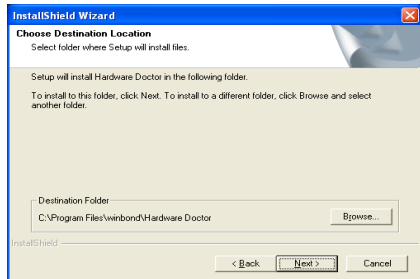 InstallShield Wizard
Choose Destination Location
Select folder where Setup will install files.
Setup will install Hardware Doctor in the following folder.
To install to this folder, click Next. To install to a different folder, click Browse and select
another folder.
Destination Folder
C:\Program Files\winbond\Hardware Doctor
Browse...
InstallShield
< Back
Next >
Cancel